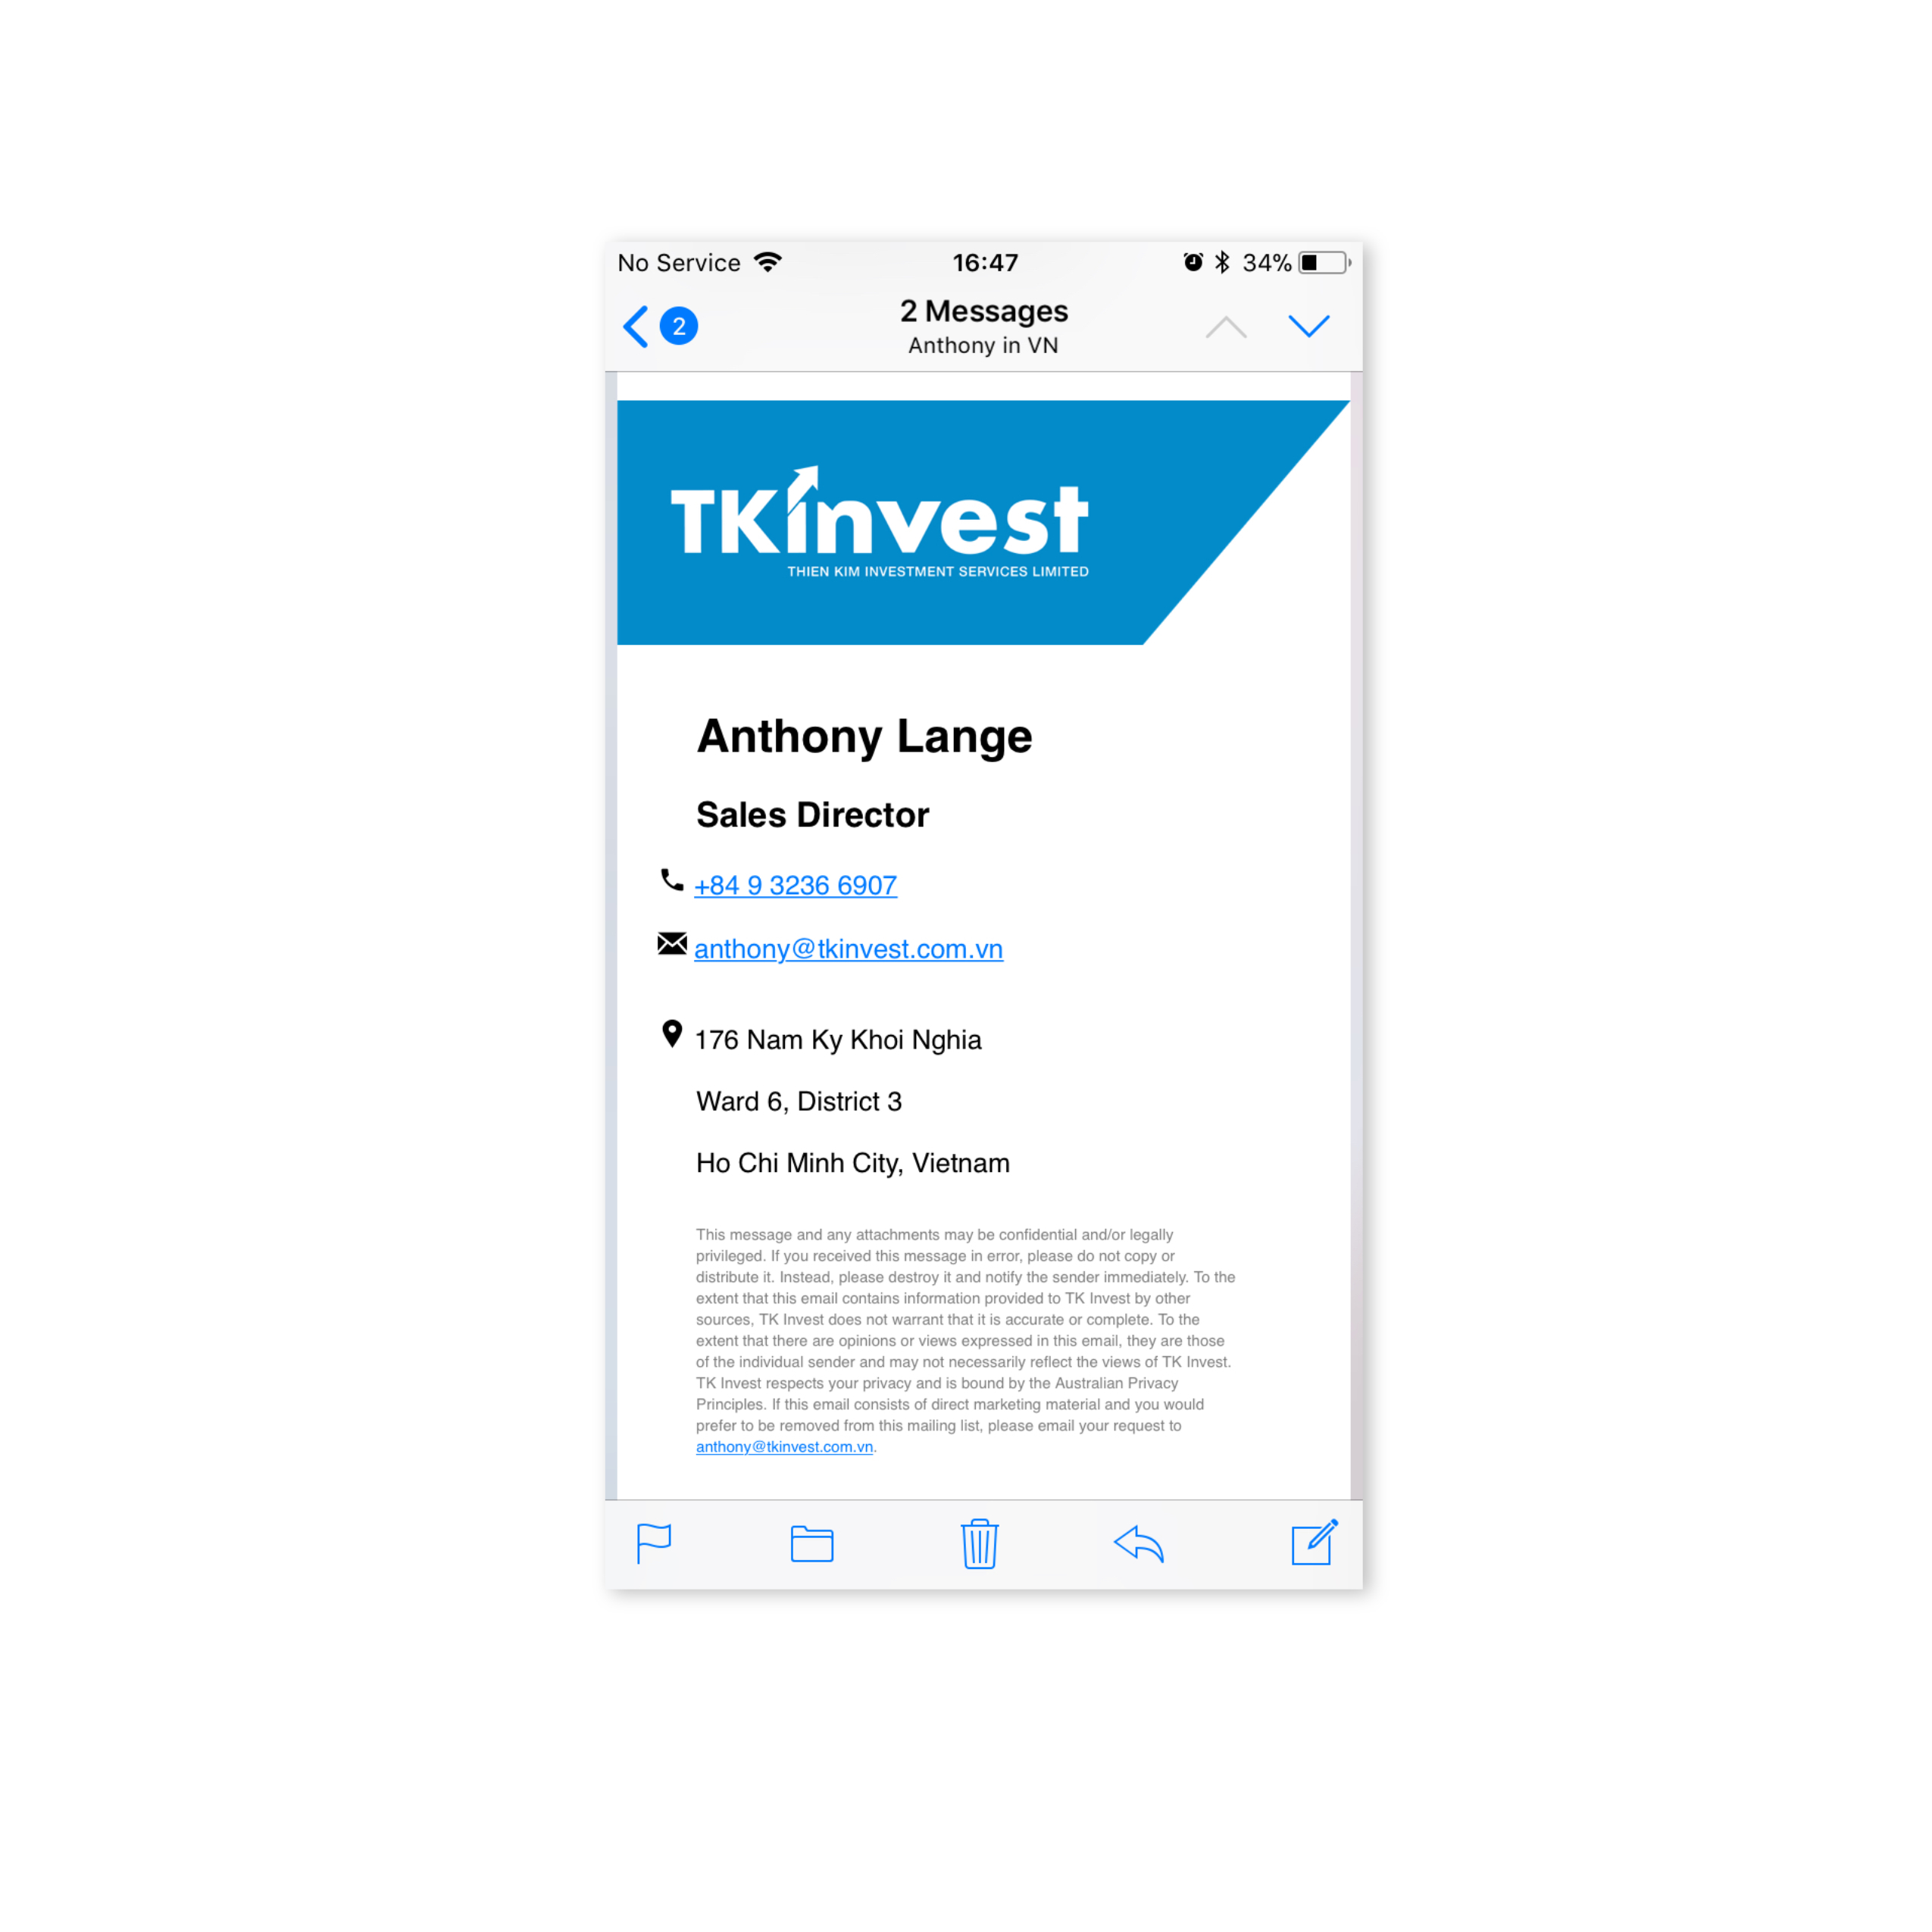 No Service 16:47 34%
2 2 Messages
Anthony in VN
TKinvest
THIEN KIM INVESTMENT SERVICES LIMITED
Anthony Lange
Sales Director
+84 9 3236 6907
anthony@tkinvest.com.vn
176 Nam Ky Khoi Nghia
Ward 6, District 3
Ho Chi Minh City, Vietnam
This message and any attachments may be confidential and/or legally
privileged. If you received this message in error, please do not copy or
distribute it. Instead, please destroy it and notify the sender immediately. To the
extent that this email contains information provided to TK Invest by other
sources, TK Invest does not warrant that it is accurate or complete. To the
extent that there are opinions or views expressed in this email, they are those
of the individual sender and may not necessarily reflect the views of TK Invest.
TK Invest respects your privacy and is bound by the Australian Privacy
Principles. If this email consists of direct marketing material and you would
prefer to be removed from this mailing list, please email your request to
anthony@tkinvest.com.vn.